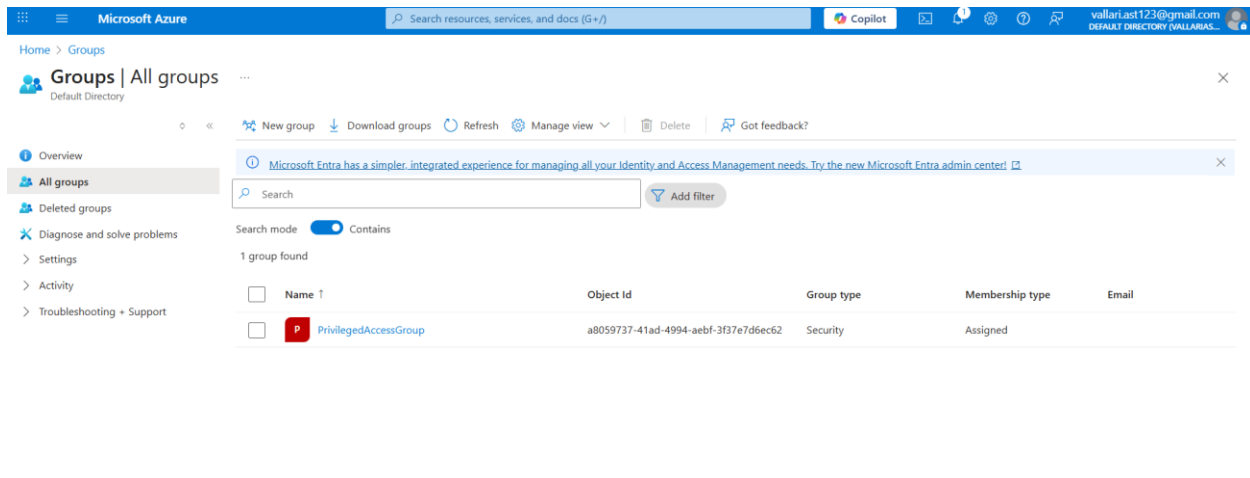 Microsoft Azure
Search resources, services, and docs (G+/)
Copilot
1
vallari.ast123@gmail.com
DEFAULT DIRECTORY (VALLARIAS...
Home > Groups
Groups | All groups ...
Default Directory
New group
Download groups
Refresh
Manage view
Delete
Got feedback?
Overview
All groups
Deleted groups
Diagnose and solve problems
Settings
Activity
Troubleshooting + Support
Microsoft Entra has a simpler, integrated experience for managing all your Identity and Access Management needs. Try the new Microsoft Entra admin center!
Search
Add filter
Search mode Contains
1 group found
Name ↑ Object Id Group type Membership type Email
P PrivilegedAccessGroup a8059737-41ad-4994-aebf-3f37e7d6ec62 Security Assigned